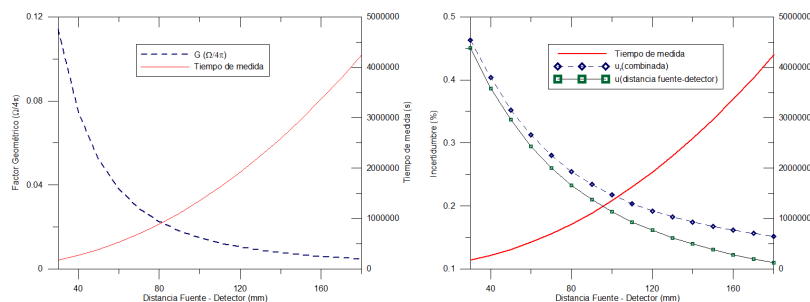 0.12
0.08
0.04
0
Factor Geométrico (Ω/4π)
G (Ω/4π)
Tiempo de medida
5000000
4000000
3000000
2000000
1000000
0
Tiempo de medida (s)
40
80
120
160
Distancia Fuente - Detector (mm)
0.5
0.4
0.3
0.2
0.1
Incertidumbre (%)
Tiempo de medida
ur(combinada)
u(distancia fuente-detector)
5000000
4000000
3000000
2000000
1000000
0
40
80
120
160
Distancia Fuente - Detector (mm)